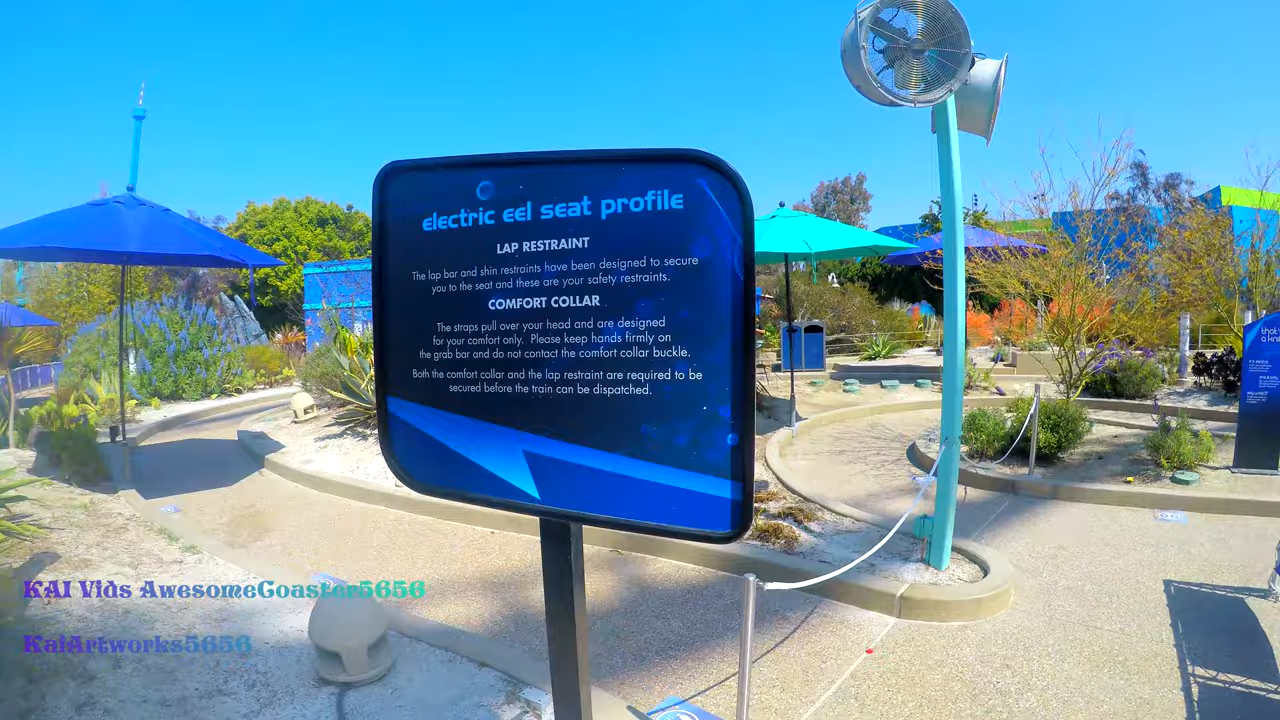 electric eel seat profile
LAP RESTRAINT
The lap bar and shin restraints have been designed to secure
you to the seat and these are your safety restraints.
COMFORT COLLAR
The straps pull over your head and are designed
for your comfort only. Please keep hands firmly on
the grab bar and do not contact the comfort collar buckle.
Both the comfort collar and the lap restraint are required to be
secured before the train can be dispatched.
KAI Vids AwesomeCoaster5656
KaiArtworks5656